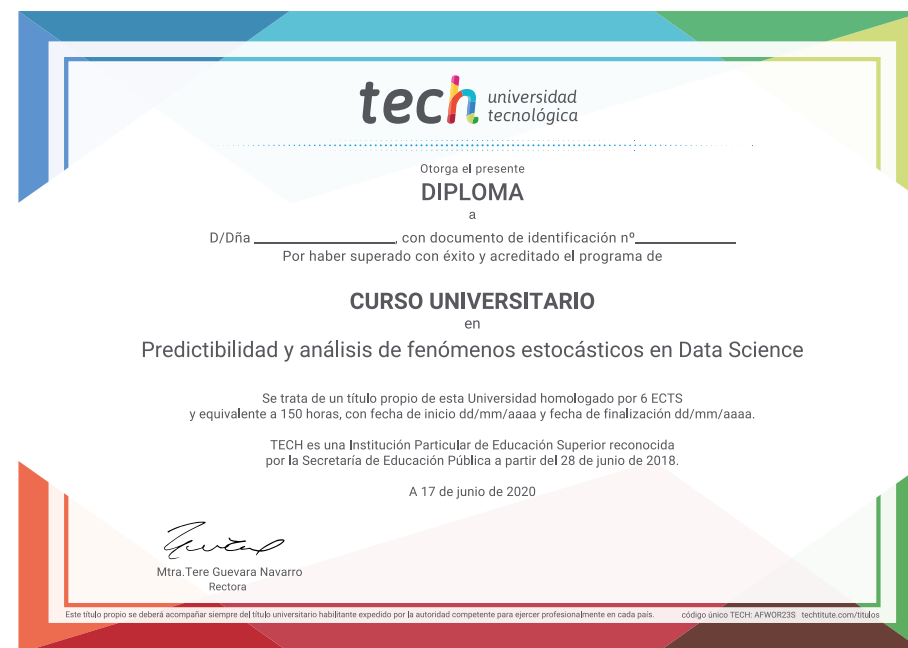 tech universidad
tecnológica
Otorga el presente
DIPLOMA
a
D/Dña ____________________, con documento de identificación nº______________
Por haber superado con éxito y acreditado el programa de
CURSO UNIVERSITARIO
en
Predictibilidad y análisis de fenómenos estocásticos en Data Science
Se trata de un título propio de esta Universidad homologado por 6 ECTS
y equivalente a 150 horas, con fecha de inicio dd/mm/aaaa y fecha de finalización dd/mm/aaaa.
TECH es una Institución Particular de Educación Superior reconocida
por la Secretaría de Educación Pública a partir del 28 de junio de 2018.
A 17 de junio de 2020
Mtra.Tere Guevara Navarro
Rectora
Este título propio se deberá acompañar siempre del título universitario habilitante expedido por la autoridad competente para ejercer profesionalmente en cada país. código único TECH: AFWOR23S techtitute.com/titulos